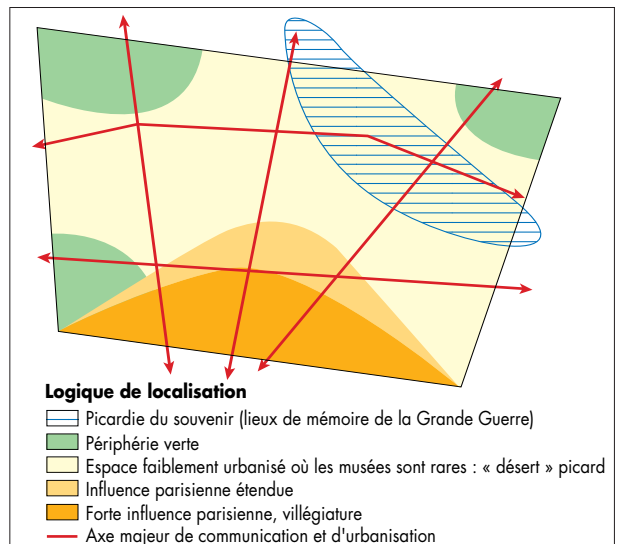 Logique de localisation
Picardie du souvenir (lieux de mémoire de la Grande Guerre)
Périphérie verte
Espace faiblement urbanisé où les musées sont rares : « désert » picard
Influence parisienne étendue
Forte influence parisienne, villégiature
Axe majeur de communication et d'urbanisation